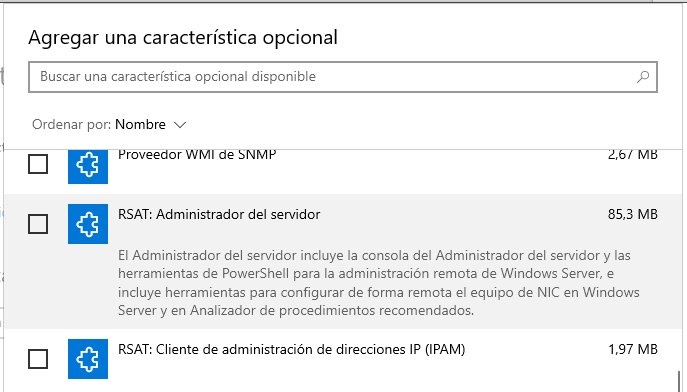 Agregar una característica opcional
Buscar una característica opcional disponible
Ordenar por: Nombre
Proveedor WMI de SNMP 2,67 MB
RSAT: Administrador del servidor 85,3 MB
El Administrador del servidor incluye la consola del Administrador del servidor y las
herramientas de PowerShell para la administración remota de Windows Server, e
incluye herramientas para configurar de forma remota el equipo de NIC en Windows
Server y en Analizador de procedimientos recomendados.
RSAT: Cliente de administración de direcciones IP (IPAM) 1,97 MB